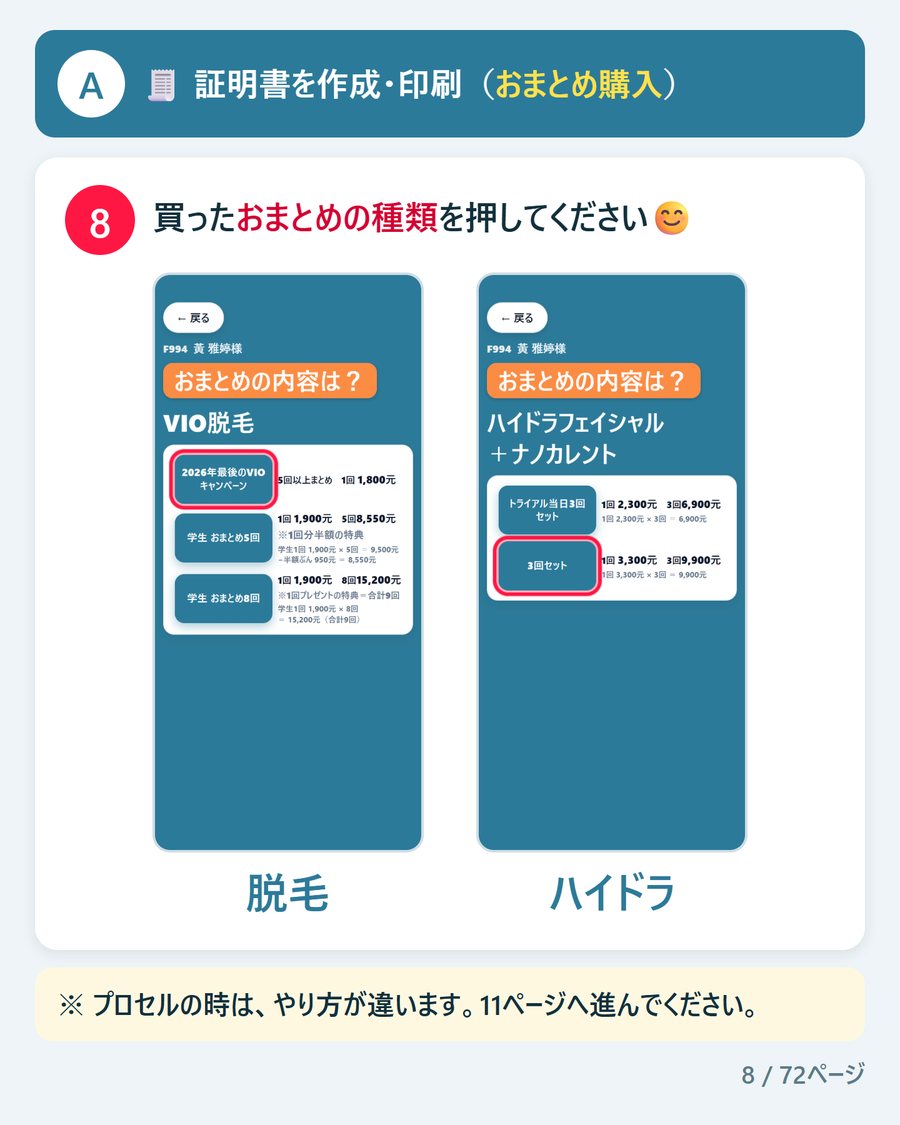 A
証明書を作成・印刷（おまとめ購入）
8
買ったおまとめの種類を押してください
← 戻る
F994 黃 雅婷様
おまとめの内容は？
VIO脱毛
2026年最後のVIO
キャンペーン
5回以上まとめ 1回 1,800元
学生 おまとめ5回
1回 1,900元 5回8,550元
※1回分半額の特典
学生1回 1,900元 × 5回 = 9,500元
−半額ぶん 950元 = 8,550元
学生 おまとめ8回
1回 1,900元 8回15,200元
※1回プレゼントの特典＝合計9回
学生1回 1,900元 × 8回
= 15,200元（合計9回）
脱毛
← 戻る
F994 黃 雅婷様
おまとめの内容は？
ハイドラフェイシャル
＋ナノカレント
トライアル当日3回
セット
1回 2,300元 3回6,900元
1回 2,300元 × 3回 = 6,900元
3回セット
1回 3,300元 3回9,900元
1回 3,300元 × 3回 = 9,900元
ハイドラ
※ プロセルの時は、やり方が違います。11ページへ進んでください。
8 / 72ページ